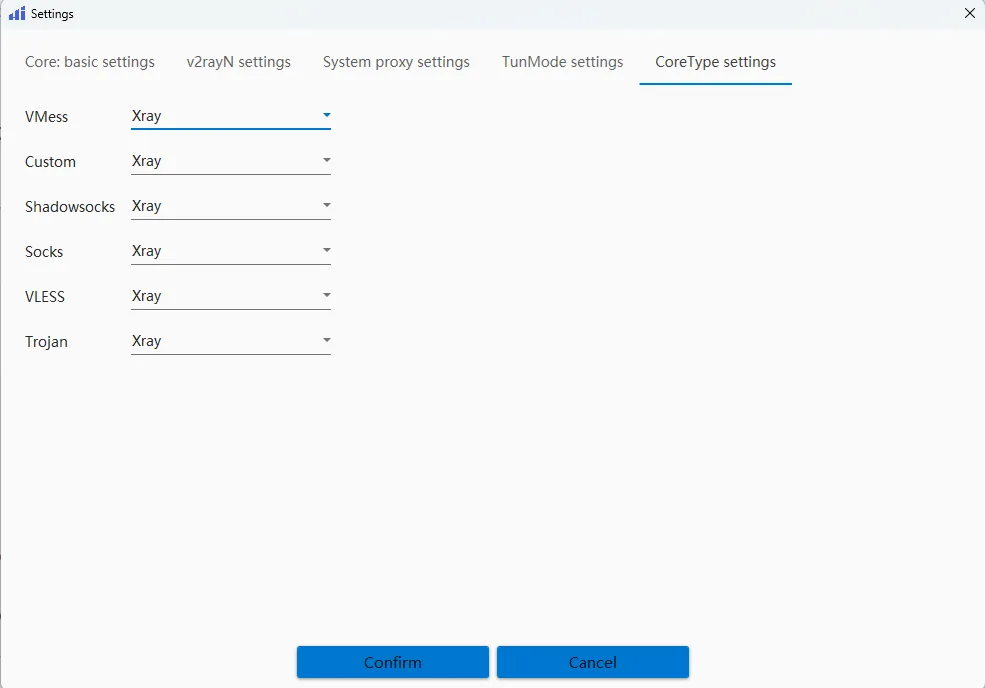 Settings
Core: basic settings v2rayN settings System proxy settings TunMode settings CoreType settings
VMess Xray
Custom Xray
Shadowsocks Xray
Socks Xray
VLESS Xray
Trojan Xray
Confirm Cancel